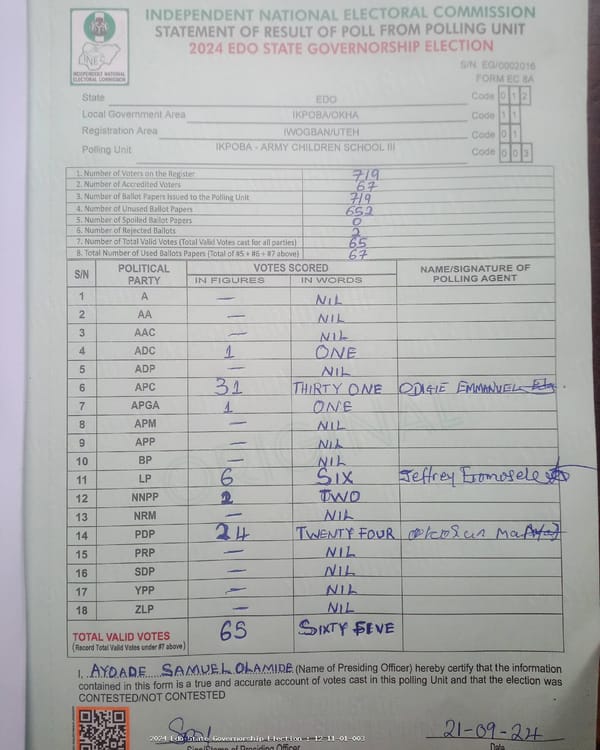 INDEPENDENT NATIONAL ELECTORAL COMMISSION
STATEMENT OF RESULT OF POLL FROM POLLING UNIT
2024 EDO STATE GOVERNORSHIP ELECTION
INEC
INDEPENDENT NATIONAL
ELECTORAL COMMISSION
S/N: EG/0002016
FORM EC 8A
State EDO Code 0 1 2
Local Government Area IKPOBA/OKHA Code 1 1
Registration Area IWOGBAN/UTEH Code 0 1
Polling Unit IKPOBA - ARMY CHILDREN SCHOOL III Code 0 0 3
1. Number of Voters on the Register 719
2. Number of Accredited Voters 67
3. Number of Ballot Papers Issued to the Polling Unit 719
4. Number of Unused Ballot Papers 652
5. Number of Spoiled Ballot Papers 0
6. Number of Rejected Ballots 2
7. Number of Total Valid Votes (Total Valid Votes cast for all parties) 65
8. Total Number of Used Ballots Papers (Total of #5 + #6 + #7 above) 67
S/N POLITICAL PARTY VOTES SCORED NAME/SIGNATURE OF POLLING AGENT
IN FIGURES IN WORDS
1 A — NIL
2 AA — NIL
3 AAC — NIL
4 ADC 1 ONE
5 ADP — NIL
6 APC 31 THIRTY ONE ODIGIE EMMANUEL
7 APGA 1 ONE
8 APM — NIL
9 APP — NIL
10 BP — NIL
11 LP 6 SIX Jeffrey Eromosele
12 NNPP 2 TWO
13 NRM — NIL
14 PDP 24 TWENTY FOUR
15 PRP — NIL
16 SDP — NIL
17 YPP — NIL
18 ZLP — NIL
TOTAL VALID VOTES 65 SIXTY FIVE
(Record Total Valid Votes under #7 above)
I, AYOADE SAMUEL OLAMIDE (Name of Presiding Officer) hereby certify that the information
contained in this form is a true and accurate account of votes cast in this polling Unit and that the election was
CONTESTED/NOT CONTESTED
21-09-24
2024 Edo State Governorship Election : 12-11-01-003
Sign/Stamp of Presiding Officer Date